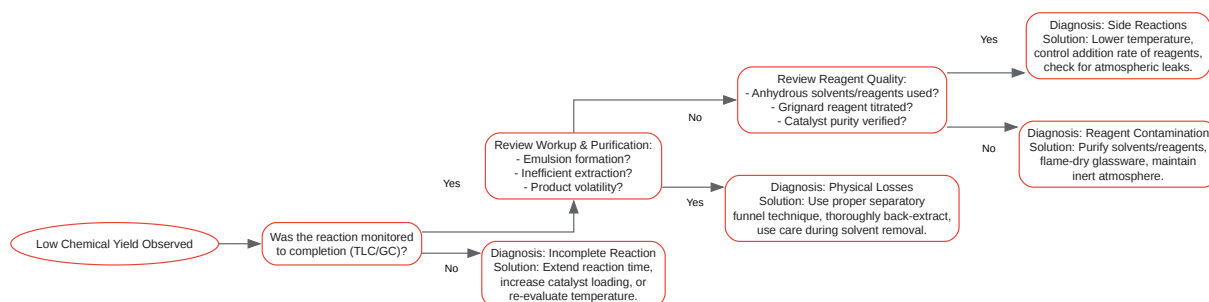 Low Chemical Yield Observed
Was the reaction monitored
to completion (TLC/GC)?
Yes
No
Diagnosis: Incomplete Reaction
Solution: Extend reaction time,
increase catalyst loading, or
re-evaluate temperature.
Review Workup & Purification:
- Emulsion formation?
- Inefficient extraction?
- Product volatility?
Yes
No
Diagnosis: Physical Losses
Solution: Use proper separatory
funnel technique, thoroughly back-extract,
use care during solvent removal.
Review Reagent Quality:
- Anhydrous solvents/reagents used?
- Grignard reagent titrated?
- Catalyst purity verified?
Yes
No
Diagnosis: Side Reactions
Solution: Lower temperature,
control addition rate of reagents,
check for atmospheric leaks.
Diagnosis: Reagent Contamination
Solution: Purify solvents/reagents,
flame-dry glassware, maintain
inert atmosphere.